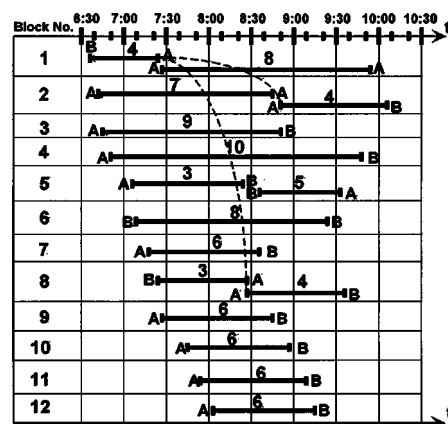 6:30 7:00 7:30 8:00 8:30 9:00 9:30 10:00 10:30 t
Block No.
1 B 4 A 8
A A
2 A 7 A 4
A B
3 A 9 B
4 A 10 B
5 A 3 B 5
B A
6 B 8 B
7 A 6 B
8 B 3 A 4
A B
9 A 6 B
10 A 6 B
11 A 6 B
12 A 6 B
t